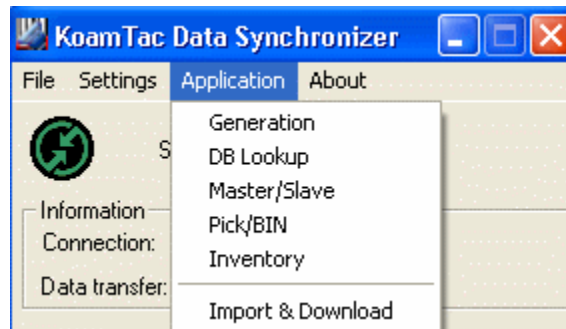 KoamTac Data Synchronizer
File Settings Application About
Generation
S
DB Lookup
Master/Slave
Information
Pick/BIN
Connection:
Inventory
Data transfer:
Import & Download